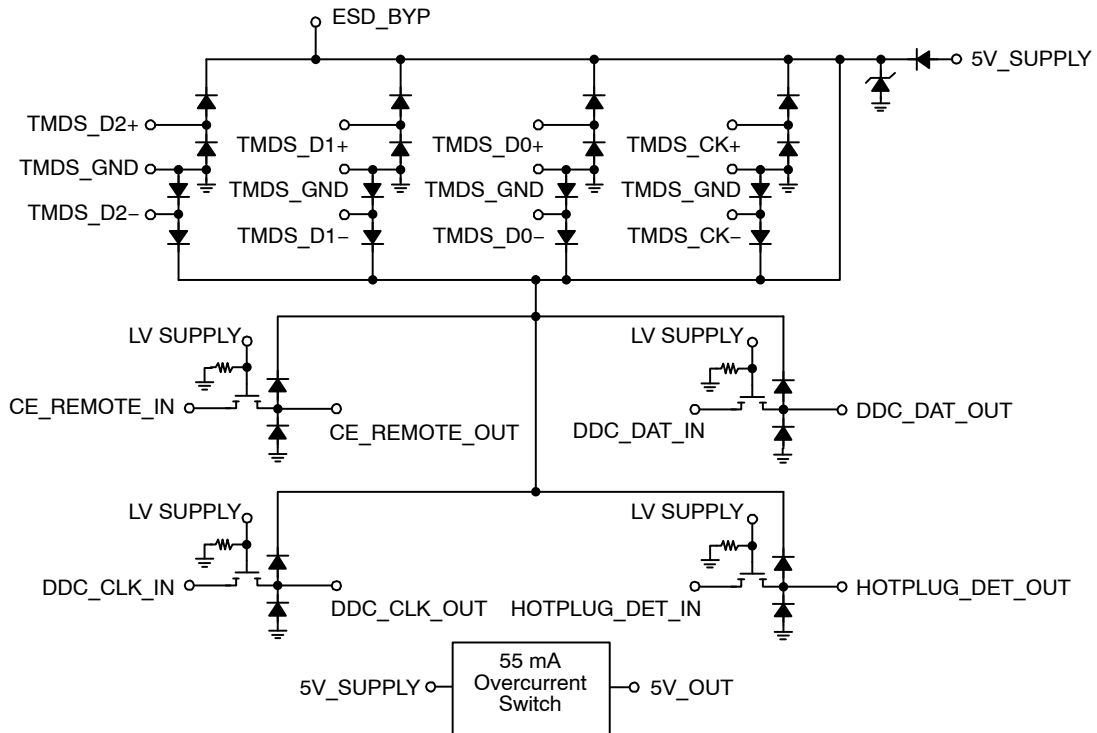 ESD_BYP
5V_SUPPLY
TMDS_D2+
TMDS_D1+
TMDS_D0+
TMDS_CK+
TMDS_GND
TMDS_GND
TMDS_GND
TMDS_GND
TMDS_D2−
TMDS_D1−
TMDS_D0−
TMDS_CK−
LV SUPPLY
LV SUPPLY
CE_REMOTE_IN
CE_REMOTE_OUT
DDC_DAT_IN
DDC_DAT_OUT
LV SUPPLY
LV SUPPLY
DDC_CLK_IN
DDC_CLK_OUT
HOTPLUG_DET_IN
HOTPLUG_DET_OUT
5V_SUPPLY
55 mA
Overcurrent
Switch
5V_OUT